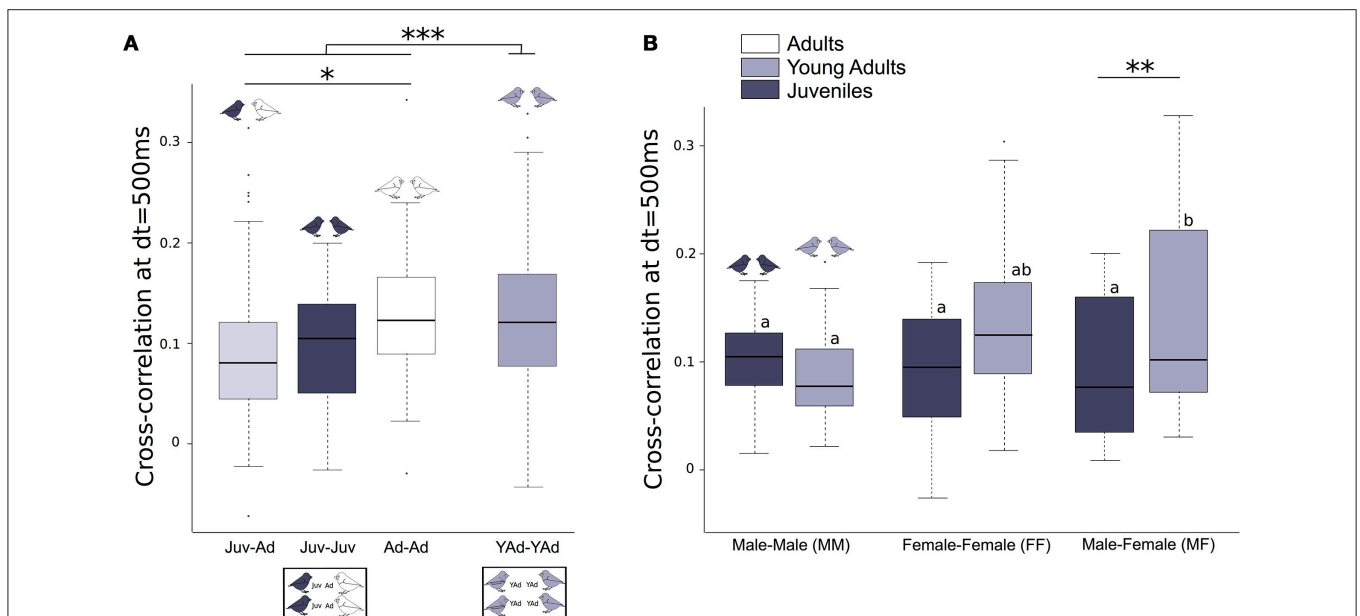 A
***
*
Cross-correlation at dt=500ms
0.3
0.2
0.1
0
Juv-Ad Juv-Juv Ad-Ad YAd-YAd
Juv Ad
Juv Ad
YAd YAd
YAd YAd
B
Adults
Young Adults
Juveniles
**
Cross-correlation at dt=500ms
0.3
0.2
0.1
0
a
a
a
ab
a
b
Male-Male (MM) Female-Female (FF) Male-Female (MF)